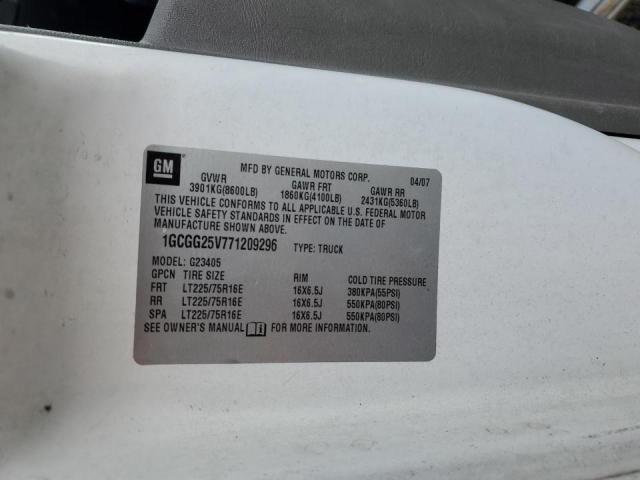 GM
MFD BY GENERAL MOTORS CORP. 04/07
GVWR GAWR FRT GAWR RR
3901KG(8600LB) 1860KG(4100LB) 2431KG(5360LB)
THIS VEHICLE CONFORMS TO ALL APPLICABLE U.S. FEDERAL MOTOR
VEHICLE SAFETY STANDARDS IN EFFECT ON THE DATE OF
MANUFACTURE SHOWN ABOVE.
1GCGG25V771209296 TYPE: TRUCK
MODEL: G23405
GPCN TIRE SIZE RIM COLD TIRE PRESSURE
FRT LT225/75R16E 16X6.5J 380KPA(55PSI)
RR LT225/75R16E 16X6.5J 550KPA(80PSI)
SPA LT225/75R16E 16X6.5J 550KPA(80PSI)
SEE OWNER'S MANUAL FOR MORE INFORMATION.